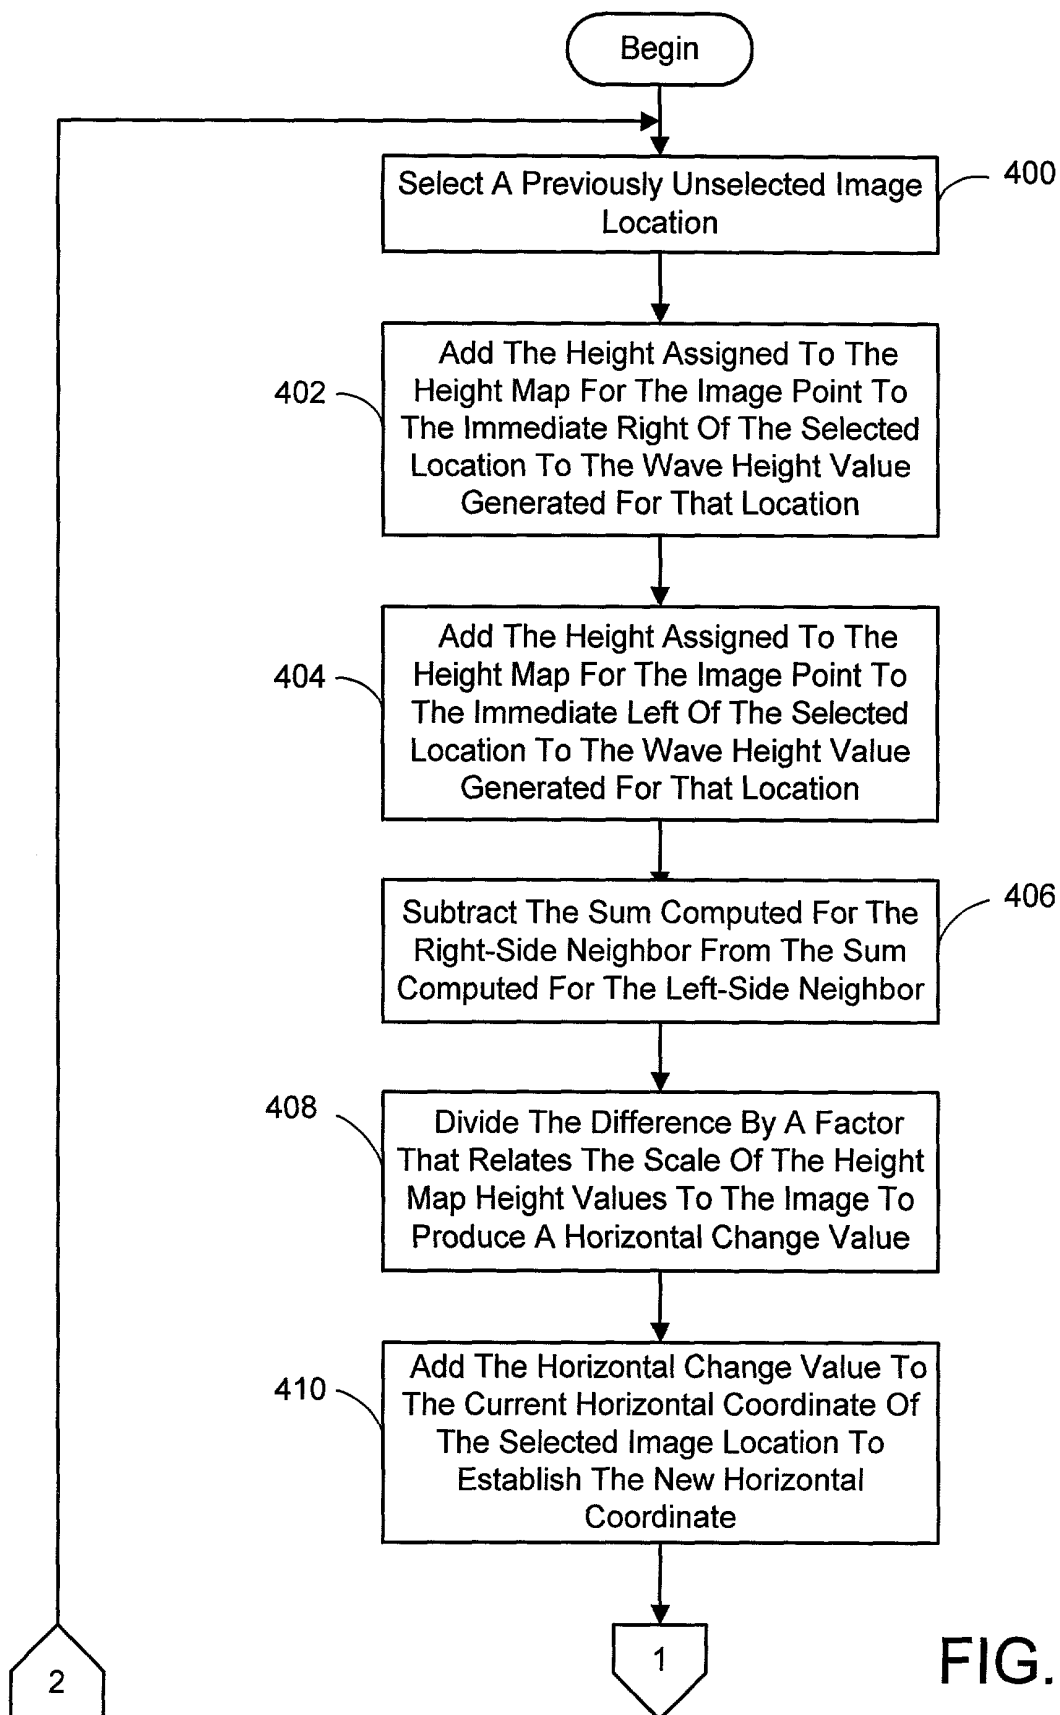 Begin
400
Select A Previously Unselected Image
Location
402
Add The Height Assigned To The
Height Map For The Image Point To
The Immediate Right Of The Selected
Location To The Wave Height Value
Generated For That Location
404
Add The Height Assigned To The
Height Map For The Image Point To
The Immediate Left Of The Selected
Location To The Wave Height Value
Generated For That Location
406
Subtract The Sum Computed For The
Right-Side Neighbor From The Sum
Computed For The Left-Side Neighbor
408
Divide The Difference By A Factor
That Relates The Scale Of The Height
Map Height Values To The Image To
Produce A Horizontal Change Value
410
Add The Horizontal Change Value To
The Current Horizontal Coordinate Of
The Selected Image Location To
Establish The New Horizontal
Coordinate
2
1
FIG.